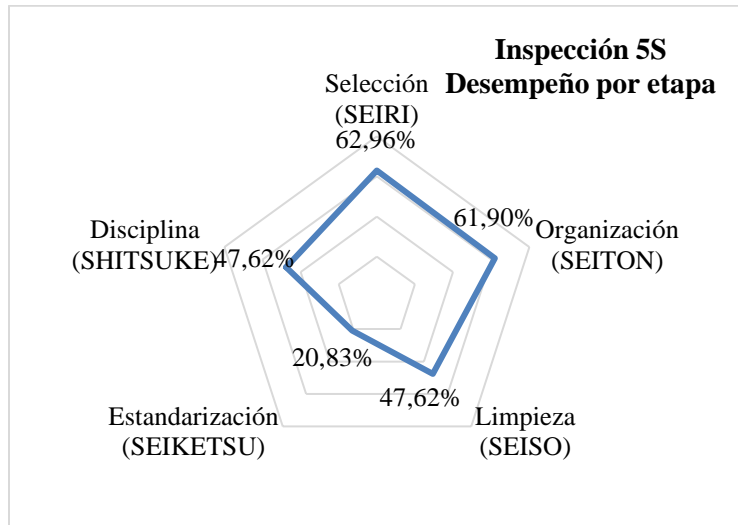 Inspección 5S
Desempeño por etapa
Selección
(SEIRI)
62,96%
61,90%
Organización
(SEITON)
Disciplina
(SHITSUKE)
47,62%
20,83%
47,62%
Estandarización
(SEIKETSU)
Limpieza
(SEISO)